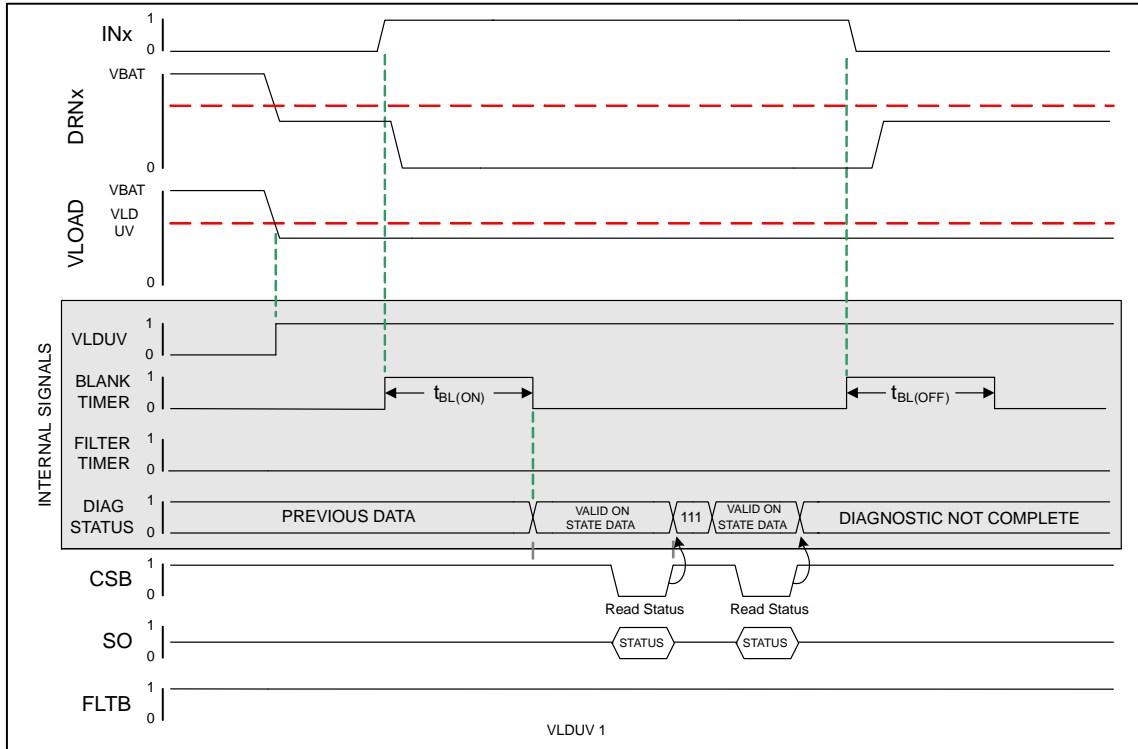 INx
1
0
DRNx
VBAT
0
VLOAD
VBAT
VLD
UV
0
INTERNAL SIGNALS
VLDUV
1
0
BLANK
TIMER
1
0
tBL(ON)
tBL(OFF)
FILTER
TIMER
1
0
DIAG
STATUS
1
0
PREVIOUS DATA
VALID ON
STATE DATA
111
VALID ON
STATE DATA
DIAGNOSTIC NOT COMPLETE
CSB
1
0
Read Status
Read Status
SO
1
0
STATUS
STATUS
FLTB
1
0
VLDUV 1